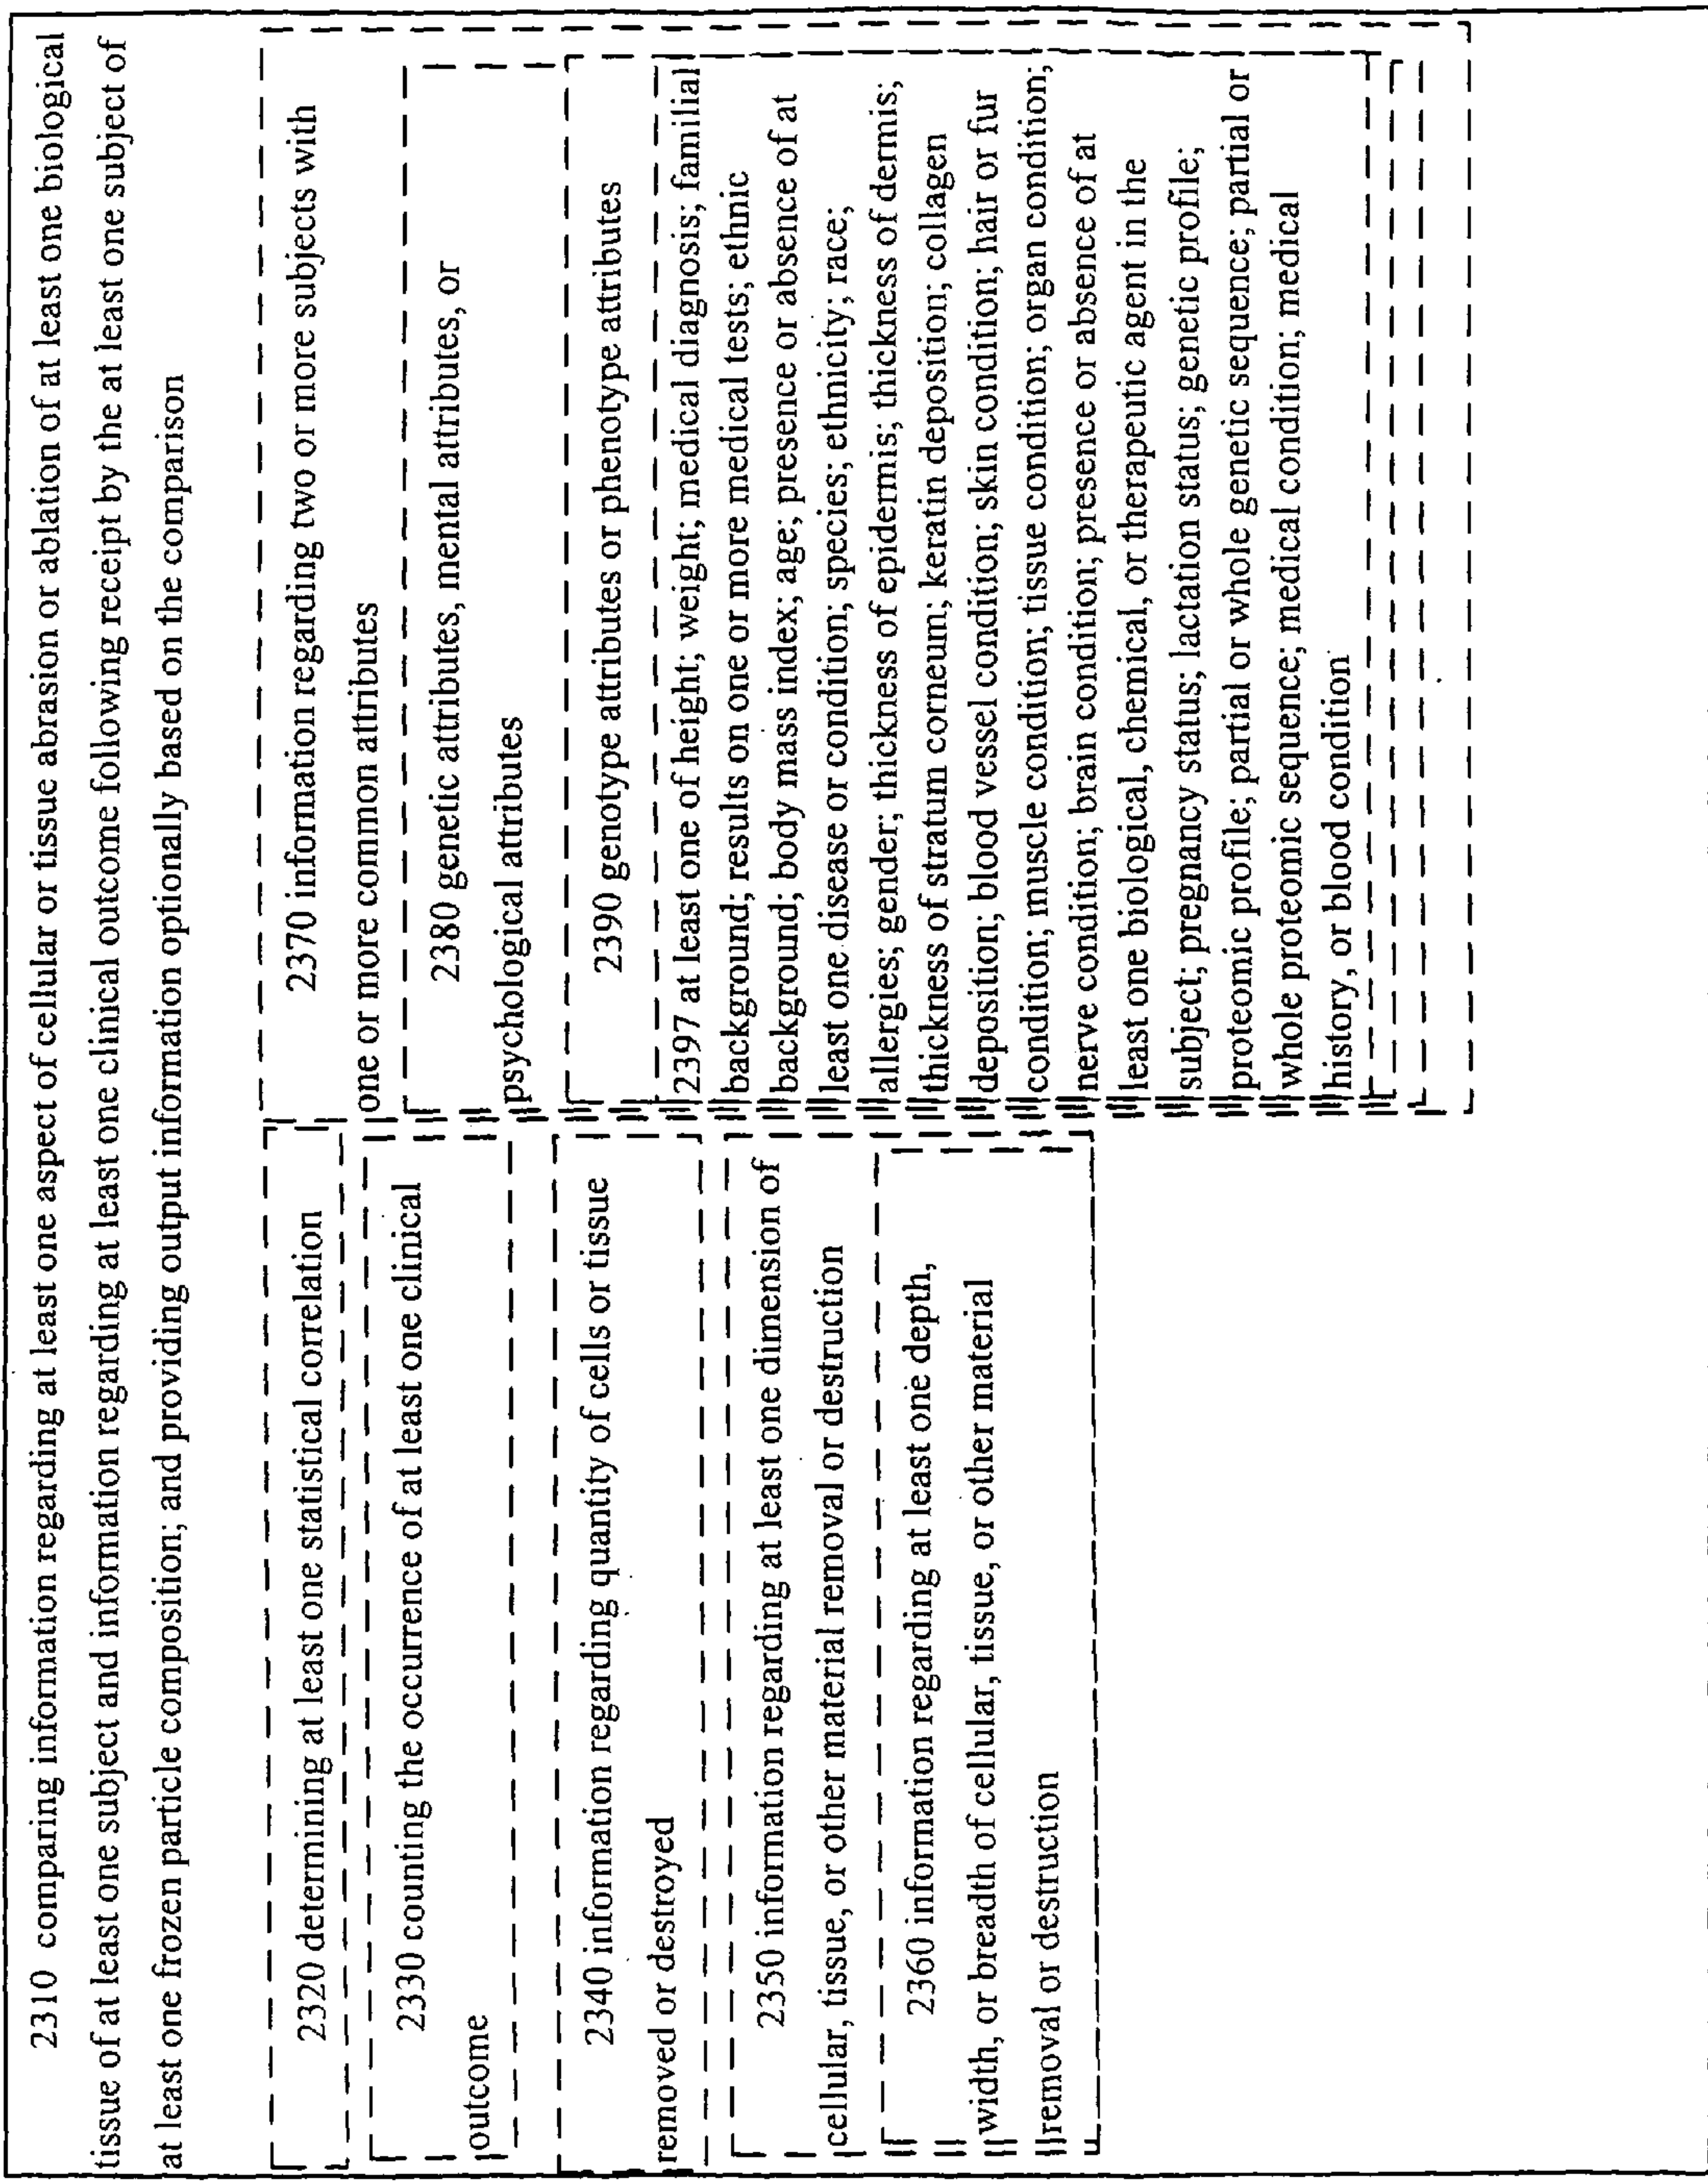 2310 comparing information regarding at least one aspect of cellular or tissue abrasion or ablation of at least one biological
tissue of at least one subject and information regarding at least one clinical outcome following receipt by the at least one subject of
at least one frozen particle composition; and providing output information optionally based on the comparison
2320 determining at least one statistical correlation
2330 counting the occurrence of at least one clinical
outcome
2340 information regarding quantity of cells or tissue
removed or destroyed
2350 information regarding at least one dimension of
cellular, tissue, or other material removal or destruction
2360 information regarding at least one depth,
width, or breadth of cellular, tissue, or other material
removal or destruction
2370 information regarding two or more subjects with
one or more common attributes
2380 genetic attributes, mental attributes, or
psychological attributes
2390 genotype attributes or phenotype attributes
2397 at least one of height; weight; medical diagnosis; familial
background; results on one or more medical tests; ethnic
background; body mass index; age; presence or absence of at
least one disease or condition; species; ethnicity; race;
allergies; gender; thickness of epidermis; thickness of dermis;
thickness of stratum corneum; keratin deposition; collagen
deposition; blood vessel condition; skin condition; hair or fur
condition; muscle condition; tissue condition; organ condition;
nerve condition; brain condition; presence or absence of at
least one biological, chemical, or therapeutic agent in the
subject; pregnancy status; lactation status; genetic profile;
proteomic profile; partial or whole genetic sequence; partial or
whole proteomic sequence; medical condition; medical
history, or blood condition